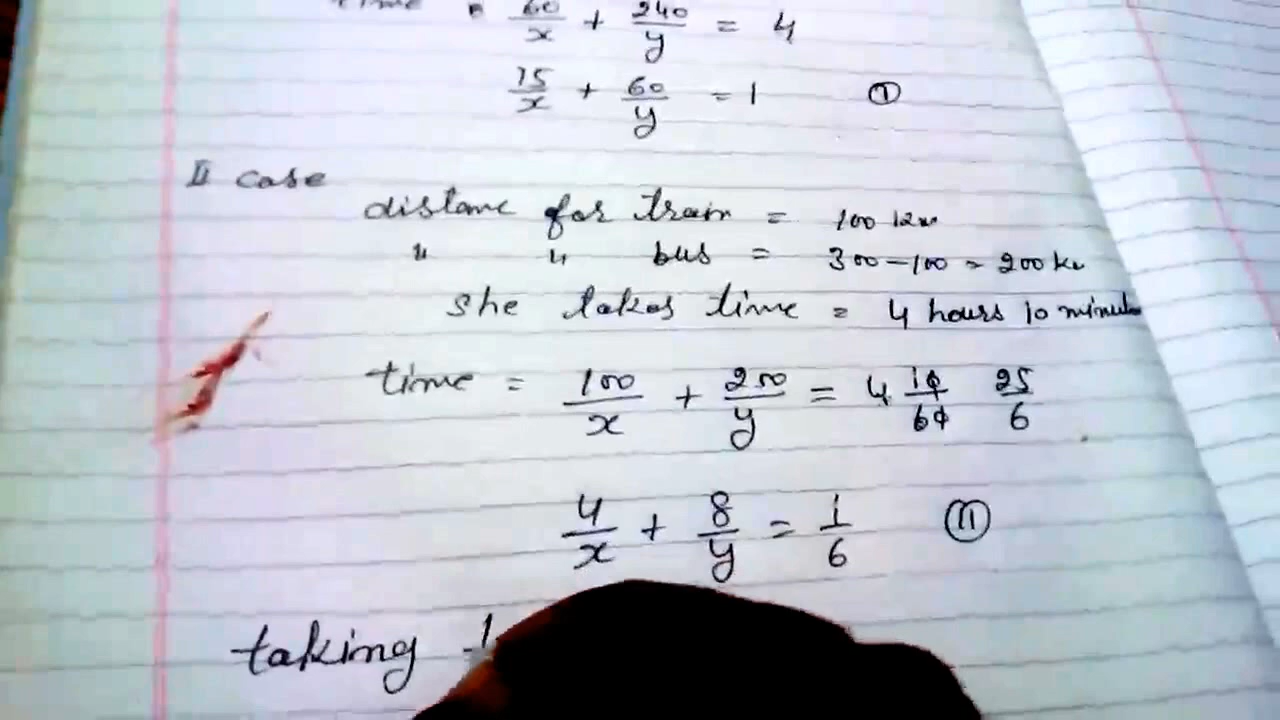 time = 60/x + 240/y = 4
15/x + 60/y = 1 (I)
II case
distance for train = 100 km
" " bus = 300 - 100 = 200 km
she takes time = 4 hours 10 minutes
time = 100/x + 200/y = 4 10/60 25/6
4/x + 8/y = 1/6 (II)
taking 1